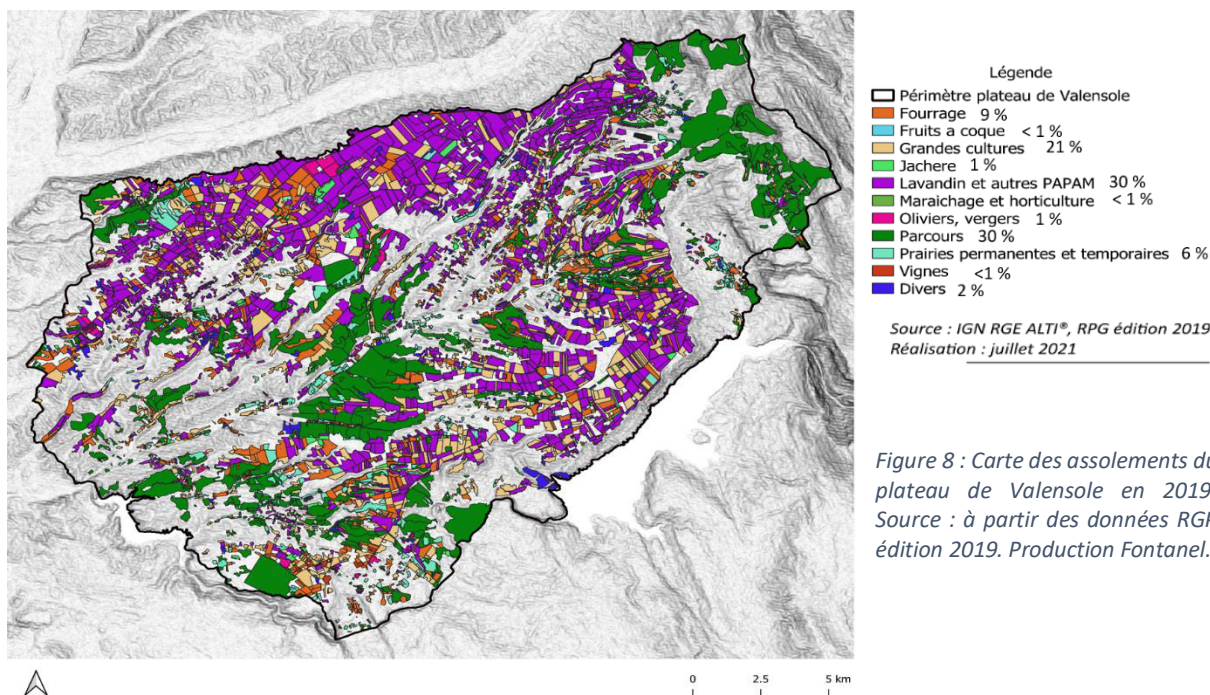 Légende
Périmètre plateau de Valensole
Fourrage 9 %
Fruits a coque < 1 %
Grandes cultures 21 %
Jachere 1 %
Lavandin et autres PAPAM 30 %
Maraichage et horticulture < 1 %
Oliviers, vergers 1 %
Parcours 30 %
Prairies permanentes et temporaires 6 %
Vignes <1 %
Divers 2 %
Source : IGN RGE ALTI®, RPG édition 2019
Réalisation : juillet 2021
Figure 8 : Carte des assolements du
plateau de Valensole en 2019
Source : à partir des données RGP
édition 2019. Production Fontanel.
0 2.5 5 km